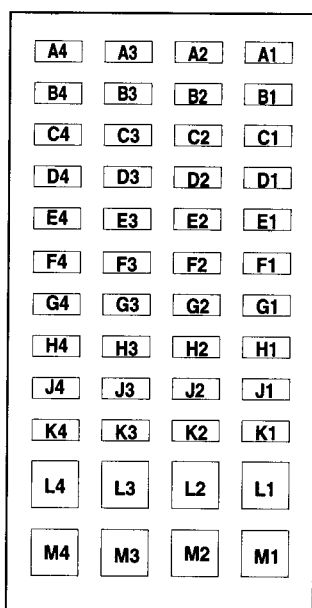 A4 A3 A2 A1
B4 B3 B2 B1
C4 C3 C2 C1
D4 D3 D2 D1
E4 E3 E2 E1
F4 F3 F2 F1
G4 G3 G2 G1
H4 H3 H2 H1
J4 J3 J2 J1
K4 K3 K2 K1
L4 L3 L2 L1
M4 M3 M2 M1